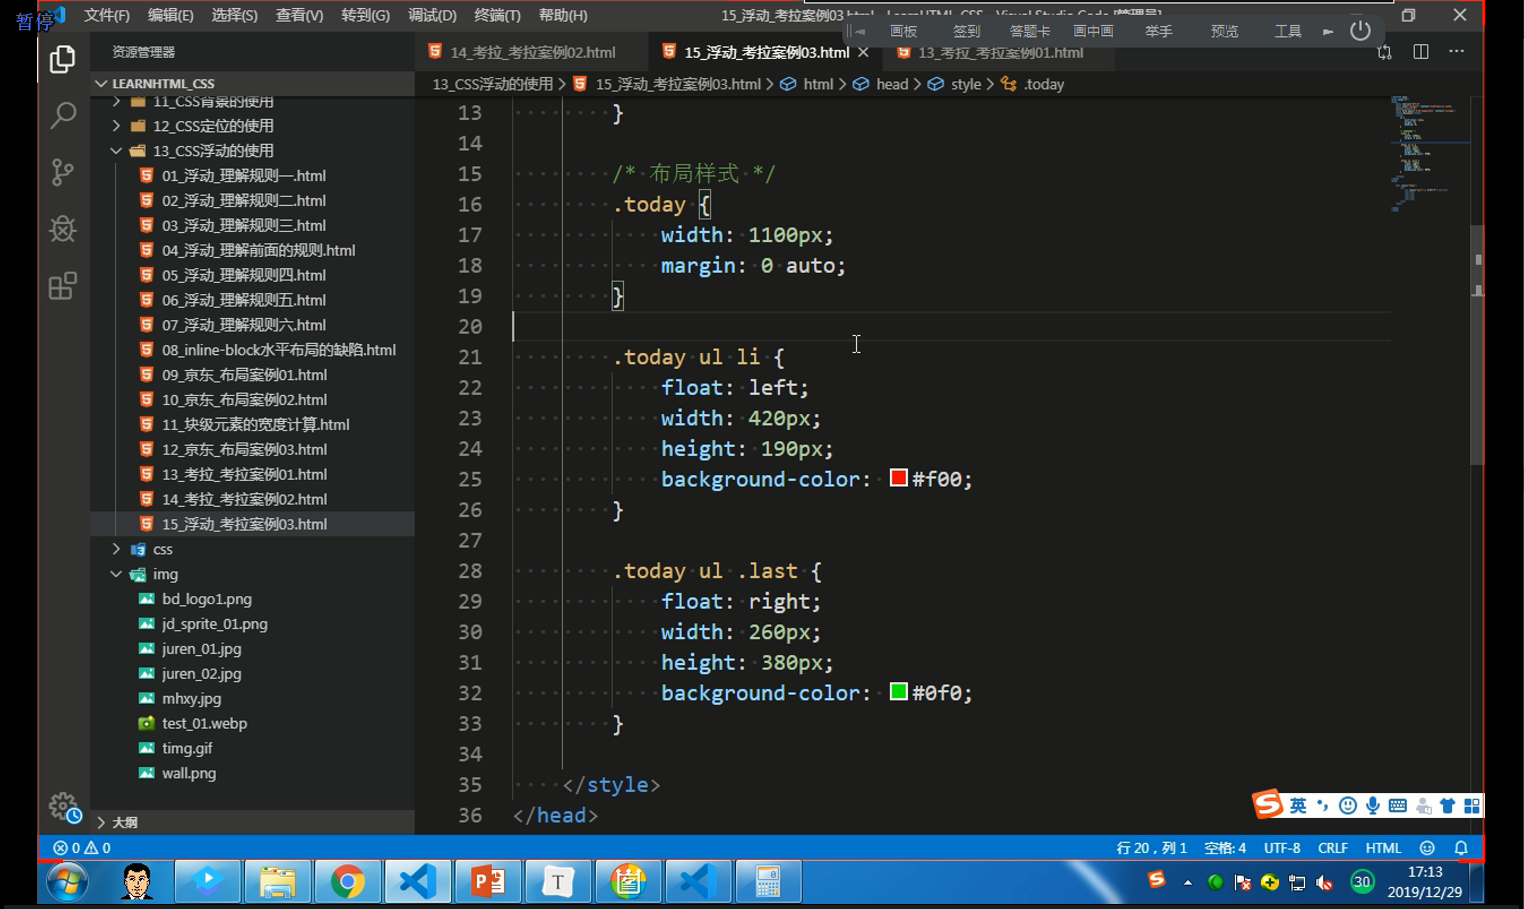 暂停
文件(F) 编辑(E) 选择(S) 查看(V) 转到(G) 调试(D) 终端(T) 帮助(H)
15_浮动_考拉案例03.html - LearnHTML_CSS - Visual Studio Code [管理员]
画板 签到 答题卡 画中画 举手 预览 工具
资源管理器
14_考拉_考拉案例02.html
15_浮动_考拉案例03.html
13_考拉_考拉案例01.html
LEARNHTML_CSS
13_CSS浮动的使用 > 15_浮动_考拉案例03.html > html > head > style > .today
11_CSS背景的使用
12_CSS定位的使用
13_CSS浮动的使用
01_浮动_理解规则一.html
02_浮动_理解规则二.html
03_浮动_理解规则三.html
04_浮动_理解前面的规则.html
05_浮动_理解规则四.html
06_浮动_理解规则五.html
07_浮动_理解规则六.html
08_inline-block水平布局的缺陷.html
09_京东_布局案例01.html
10_京东_布局案例02.html
11_块级元素的宽度计算.html
12_京东_布局案例03.html
13_考拉_考拉案例01.html
14_考拉_考拉案例02.html
15_浮动_考拉案例03.html
css
img
bd_logo1.png
jd_sprite_01.png
juren_01.jpg
juren_02.jpg
mhxy.jpg
test_01.webp
timg.gif
wall.png
大纲
13 }
14
15 /* 布局样式 */
16 .today {
17 width: 1100px;
18 margin: 0 auto;
19 }
20
21 .today ul li {
22 float: left;
23 width: 420px;
24 height: 190px;
25 background-color: #f00;
26 }
27
28 .today ul .last {
29 float: right;
30 width: 260px;
31 height: 380px;
32 background-color: #0f0;
33 }
34
35 </style>
36 </head>
英
0 0
行 20，列 1 空格: 4 UTF-8 CRLF HTML
30
17:13
2019/12/29